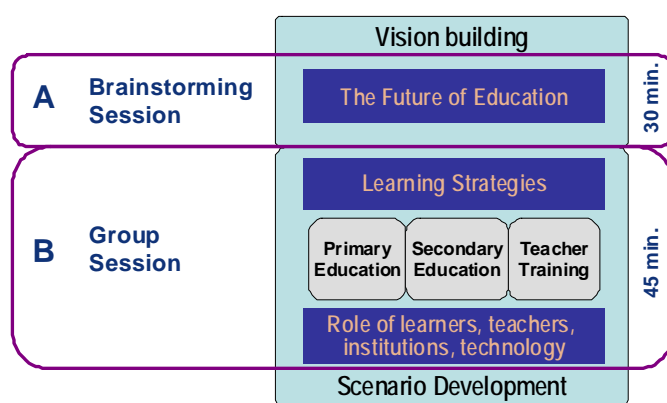 Vision building
A
Brainstorming
Session
The Future of Education
30 min.
Learning Strategies
B
Group
Session
Primary
Education
Secondary
Education
Teacher
Training
45 min.
Role of learners, teachers,
institutions, technology
Scenario Development